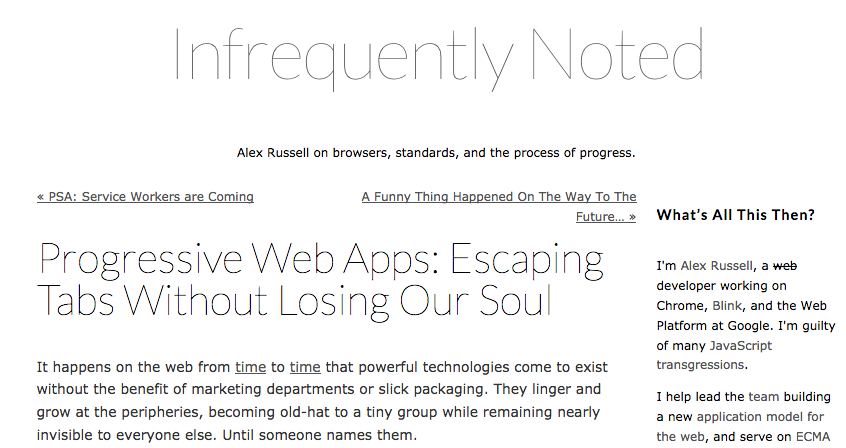 Infrequently Noted
Alex Russell on browsers, standards, and the process of progress.
« PSA: Service Workers are Coming
A Funny Thing Happened On The Way To The
Future... »
Progressive Web Apps: Escaping
Tabs Without Losing Our Soul
It happens on the web from time to time that powerful technologies come to exist
without the benefit of marketing departments or slick packaging. They linger and
grow at the peripheries, becoming old-hat to a tiny group while remaining nearly
invisible to everyone else. Until someone names them.
What's All This Then?
I'm Alex Russell, a web
developer working on
Chrome, Blink, and the Web
Platform at Google. I'm guilty
of many JavaScript
transgressions.
I help lead the team building
a new application model for
the web, and serve on ECMA